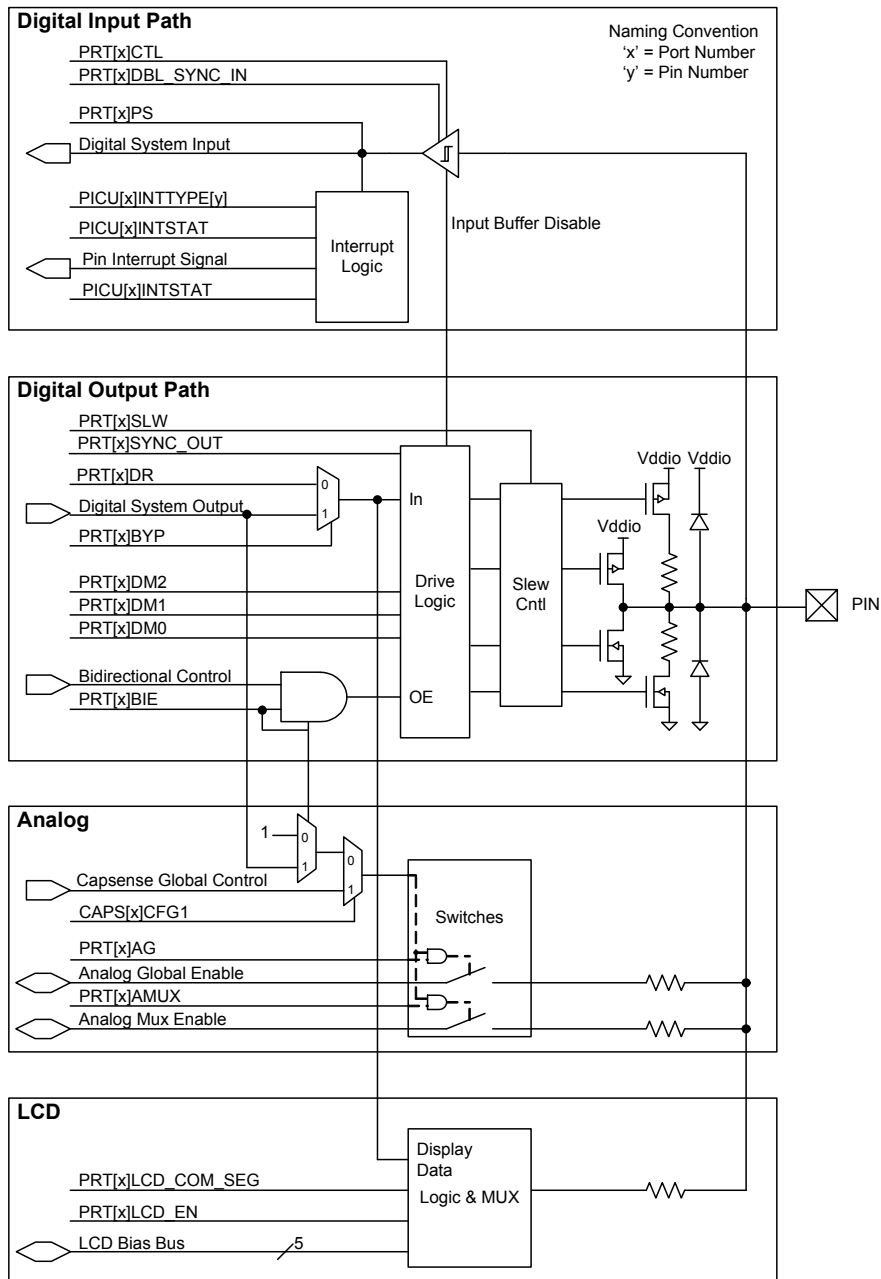 Digital Input Path
Naming Convention
'x' = Port Number
'y' = Pin Number
PRT[x]CTL
PRT[x]DBL_SYNC_IN
PRT[x]PS
Digital System Input
PICU[x]INTTYPE[y]
PICU[x]INTSTAT
Pin Interrupt Signal
PICU[x]INTSTAT
Interrupt
Logic
Input Buffer Disable
Digital Output Path
PRT[x]SLW
PRT[x]SYNC_OUT
PRT[x]DR
Digital System Output
PRT[x]BYP
0
1
PRT[x]DM2
PRT[x]DM1
PRT[x]DM0
Bidirectional Control
PRT[x]BIE
In
Drive
Logic
OE
Slew
Cntl
Vddio Vddio
Vddio
PIN
Analog
1
0
1
0
1
Capsense Global Control
CAPS[x]CFG1
Switches
PRT[x]AG
Analog Global Enable
PRT[x]AMUX
Analog Mux Enable
LCD
Display
Data
Logic & MUX
PRT[x]LCD_COM_SEG
PRT[x]LCD_EN
LCD Bias Bus
5